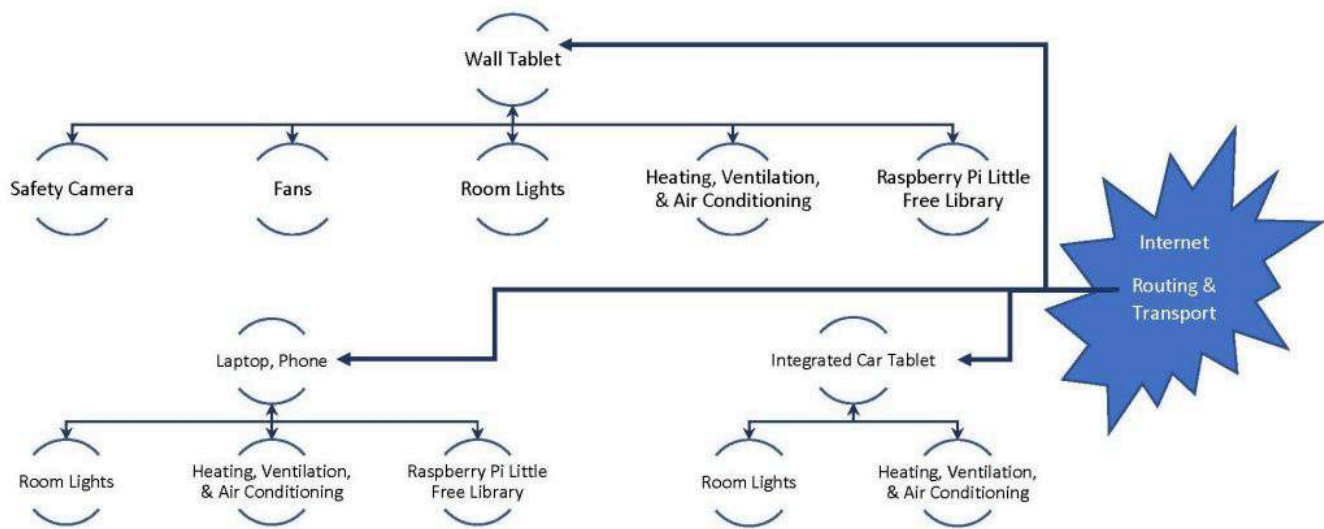 Wall Tablet
Safety Camera
Fans
Room Lights
Heating, Ventilation,
& Air Conditioning
Raspberry Pi Little
Free Library
Internet
Routing &
Transport
Laptop, Phone
Integrated Car Tablet
Room Lights
Heating, Ventilation,
& Air Conditioning
Raspberry Pi Little
Free Library
Room Lights
Heating, Ventilation,
& Air Conditioning